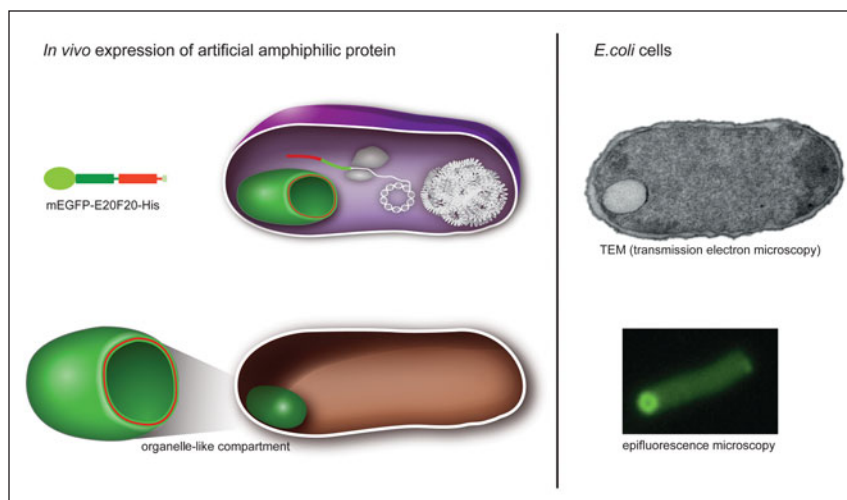 In vivo expression of artificial amphiphilic protein
mEGFP-E20F20-His
organelle-like compartment
E.coli cells
TEM (transmission electron microscopy)
epifluorescence microscopy